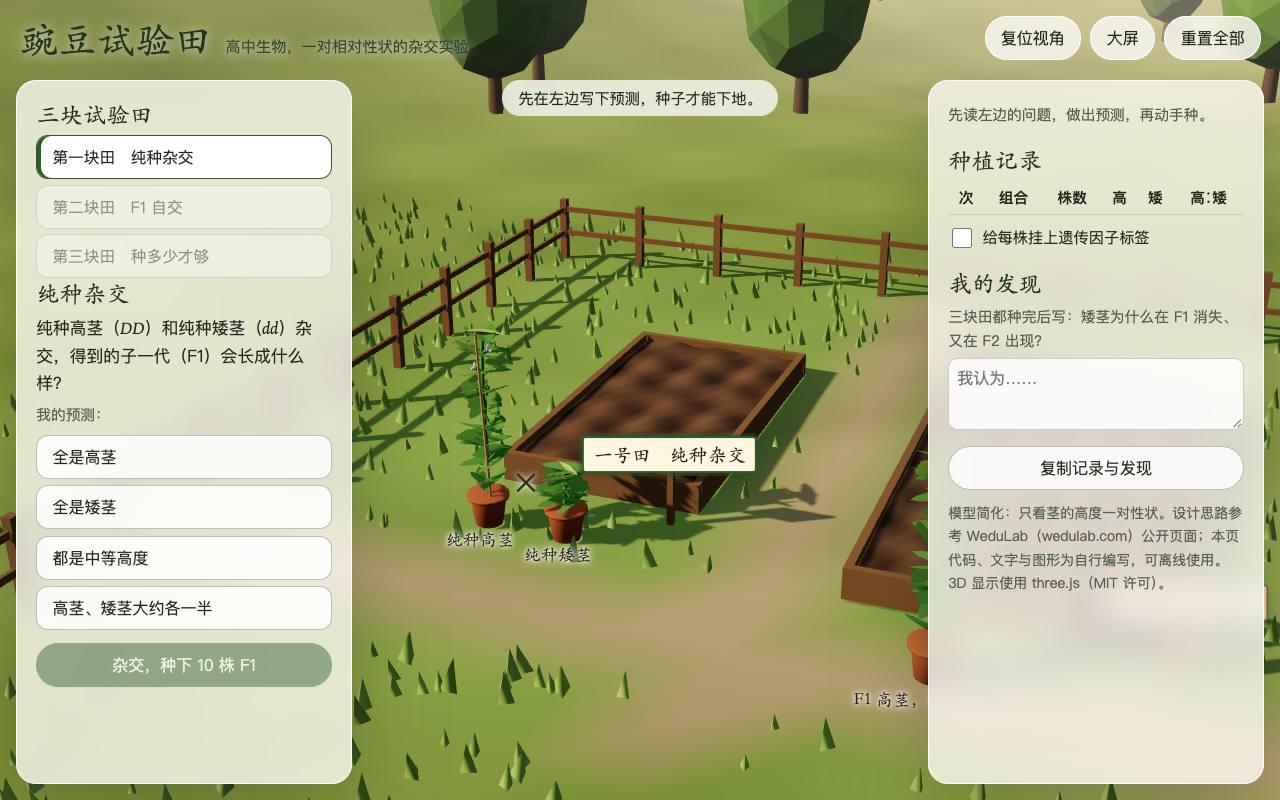 豌豆试验田
高中生物，一对相对性状的杂交实验
复位视角
大屏
重置全部
先在左边写下预测，种子才能下地。
三块试验田
第一块田 纯种杂交
第二块田 F1 自交
第三块田 种多少才够
纯种杂交
纯种高茎（DD）和纯种矮茎（dd）杂
交，得到的子一代（F1）会长成什么
样？
我的预测：
全是高茎
全是矮茎
都是中等高度
高茎、矮茎大约各一半
杂交，种下 10 株 F1
一号田 纯种杂交
纯种高茎
纯种矮茎
F1 高茎，
先读左边的问题，做出预测，再动手种。
种植记录
次 组合 株数 高 矮 高∶矮
给每株挂上遗传因子标签
我的发现
三块田都种完后写：矮茎为什么在 F1 消失、
又在 F2 出现？
我认为……
复制记录与发现
模型简化：只看茎的高度一对性状。设计思路参
考 WeduLab（wedulab.com）公开页面；本页
代码、文字与图形为自行编写，可离线使用。
3D 显示使用 three.js（MIT 许可）。